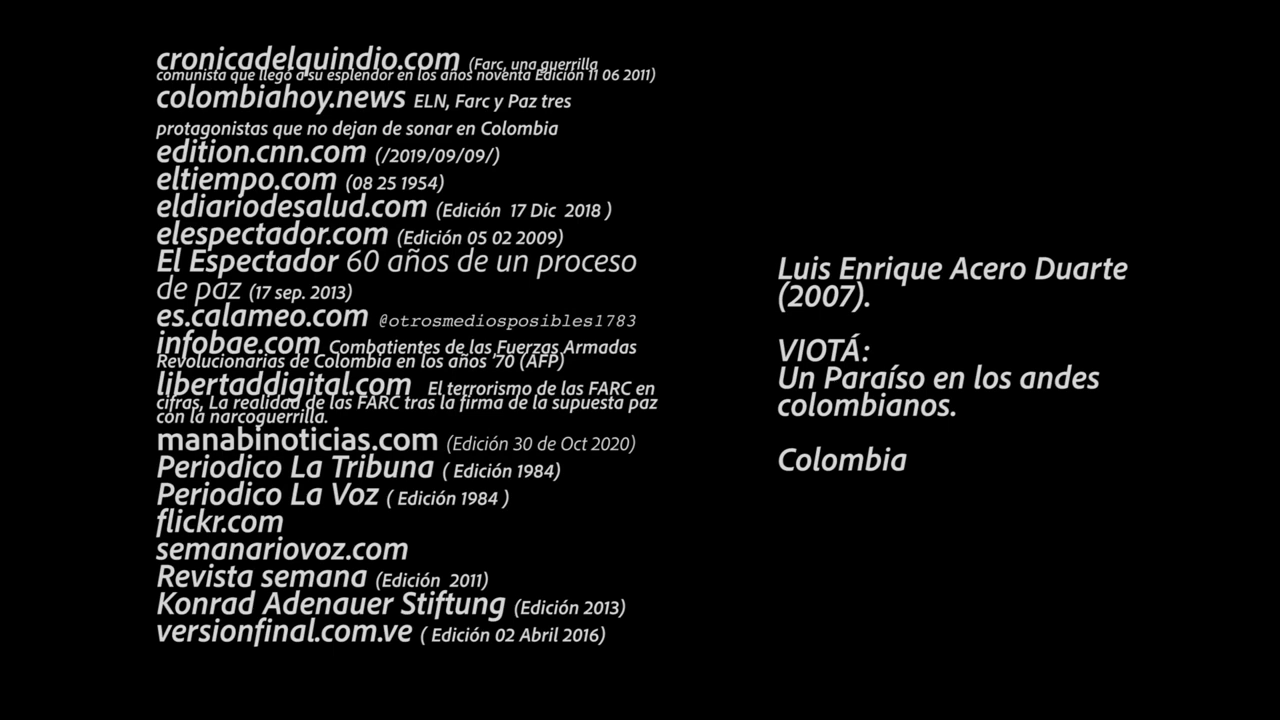 cronicadelquindio.com (Farc, una guerrilla
comunista que llegó a su esplendor en los años noventa Edición 11 06 2011)
colombiahoy.news ELN, Farc y Paz tres
protagonistas que no dejan de sonar en Colombia
edition.cnn.com (/2019/09/09/)
eltiempo.com (08 25 1954)
eldiariodesalud.com (Edición 17 Dic 2018 )
elespectador.com (Edición 05 02 2009)
El Espectador 60 años de un proceso
de paz (17 sep. 2013)
es.calameo.com @otrosmediosposibles1783
infobae.com Combatientes de las Fuerzas Armadas
Revolucionarias de Colombia en los años '70 (AFP)
libertaddigital.com El terrorismo de las FARC en
cifras, La realidad de las FARC tras la firma de la supuesta paz
con la narcoguerrilla.
manabinoticias.com (Edición 30 de Oct 2020)
Periodico La Tribuna ( Edición 1984)
Periodico La Voz ( Edición 1984 )
flickr.com
semanariovoz.com
Revista semana (Edición 2011)
Konrad Adenauer Stiftung (Edición 2013)
versionfinal.com.ve ( Edición 02 Abril 2016)
Luis Enrique Acero Duarte
(2007).
VIOTÁ:
Un Paraíso en los andes
colombianos.
Colombia